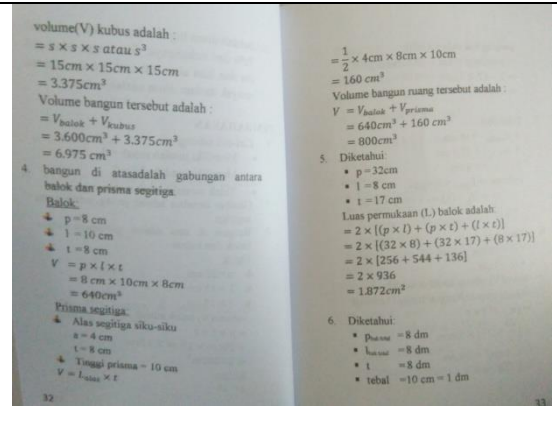 volume(V) kubus adalah :
= s × s × s atau s³
= 15cm × 15cm × 15cm
= 3.375cm³
Volume bangun tersebut adalah :
= V_balok + V_kubus
= 3.600cm³ + 3.375cm³
= 6.975 cm³
4. bangun di atasadalah gabungan antara
balok dan prisma segitiga.
Balok:
p = 8 cm
l = 10 cm
t = 8 cm
V = p × l × t
= 8 cm × 10cm × 8cm
= 640cm³
Prisma segitiga:
Alas segitiga siku-siku
a = 4 cm
t = 8 cm
Tinggi prisma = 10 cm
V = L_alas × t
32
= 1/2 × 4cm × 8cm × 10cm
= 160 cm³
Volume bangun ruang tersebut adalah :
V = V_balok + V_prisma
= 640cm³ + 160 cm³
= 800cm³
5. Diketahui:
• p = 32cm
• l = 8 cm
• t = 17 cm
Luas permukaan (L) balok adalah:
= 2 × [(p × l) + (p × t) + (l × t)]
= 2 × [(32 × 8) + (32 × 17) + (8 × 17)]
= 2 × [256 + 544 + 136]
= 2 × 936
= 1.872cm²
6. Diketahui:
• p = 8 dm
• l = 8 dm
• t = 8 dm
• tebal = 10 cm = 1 dm
33